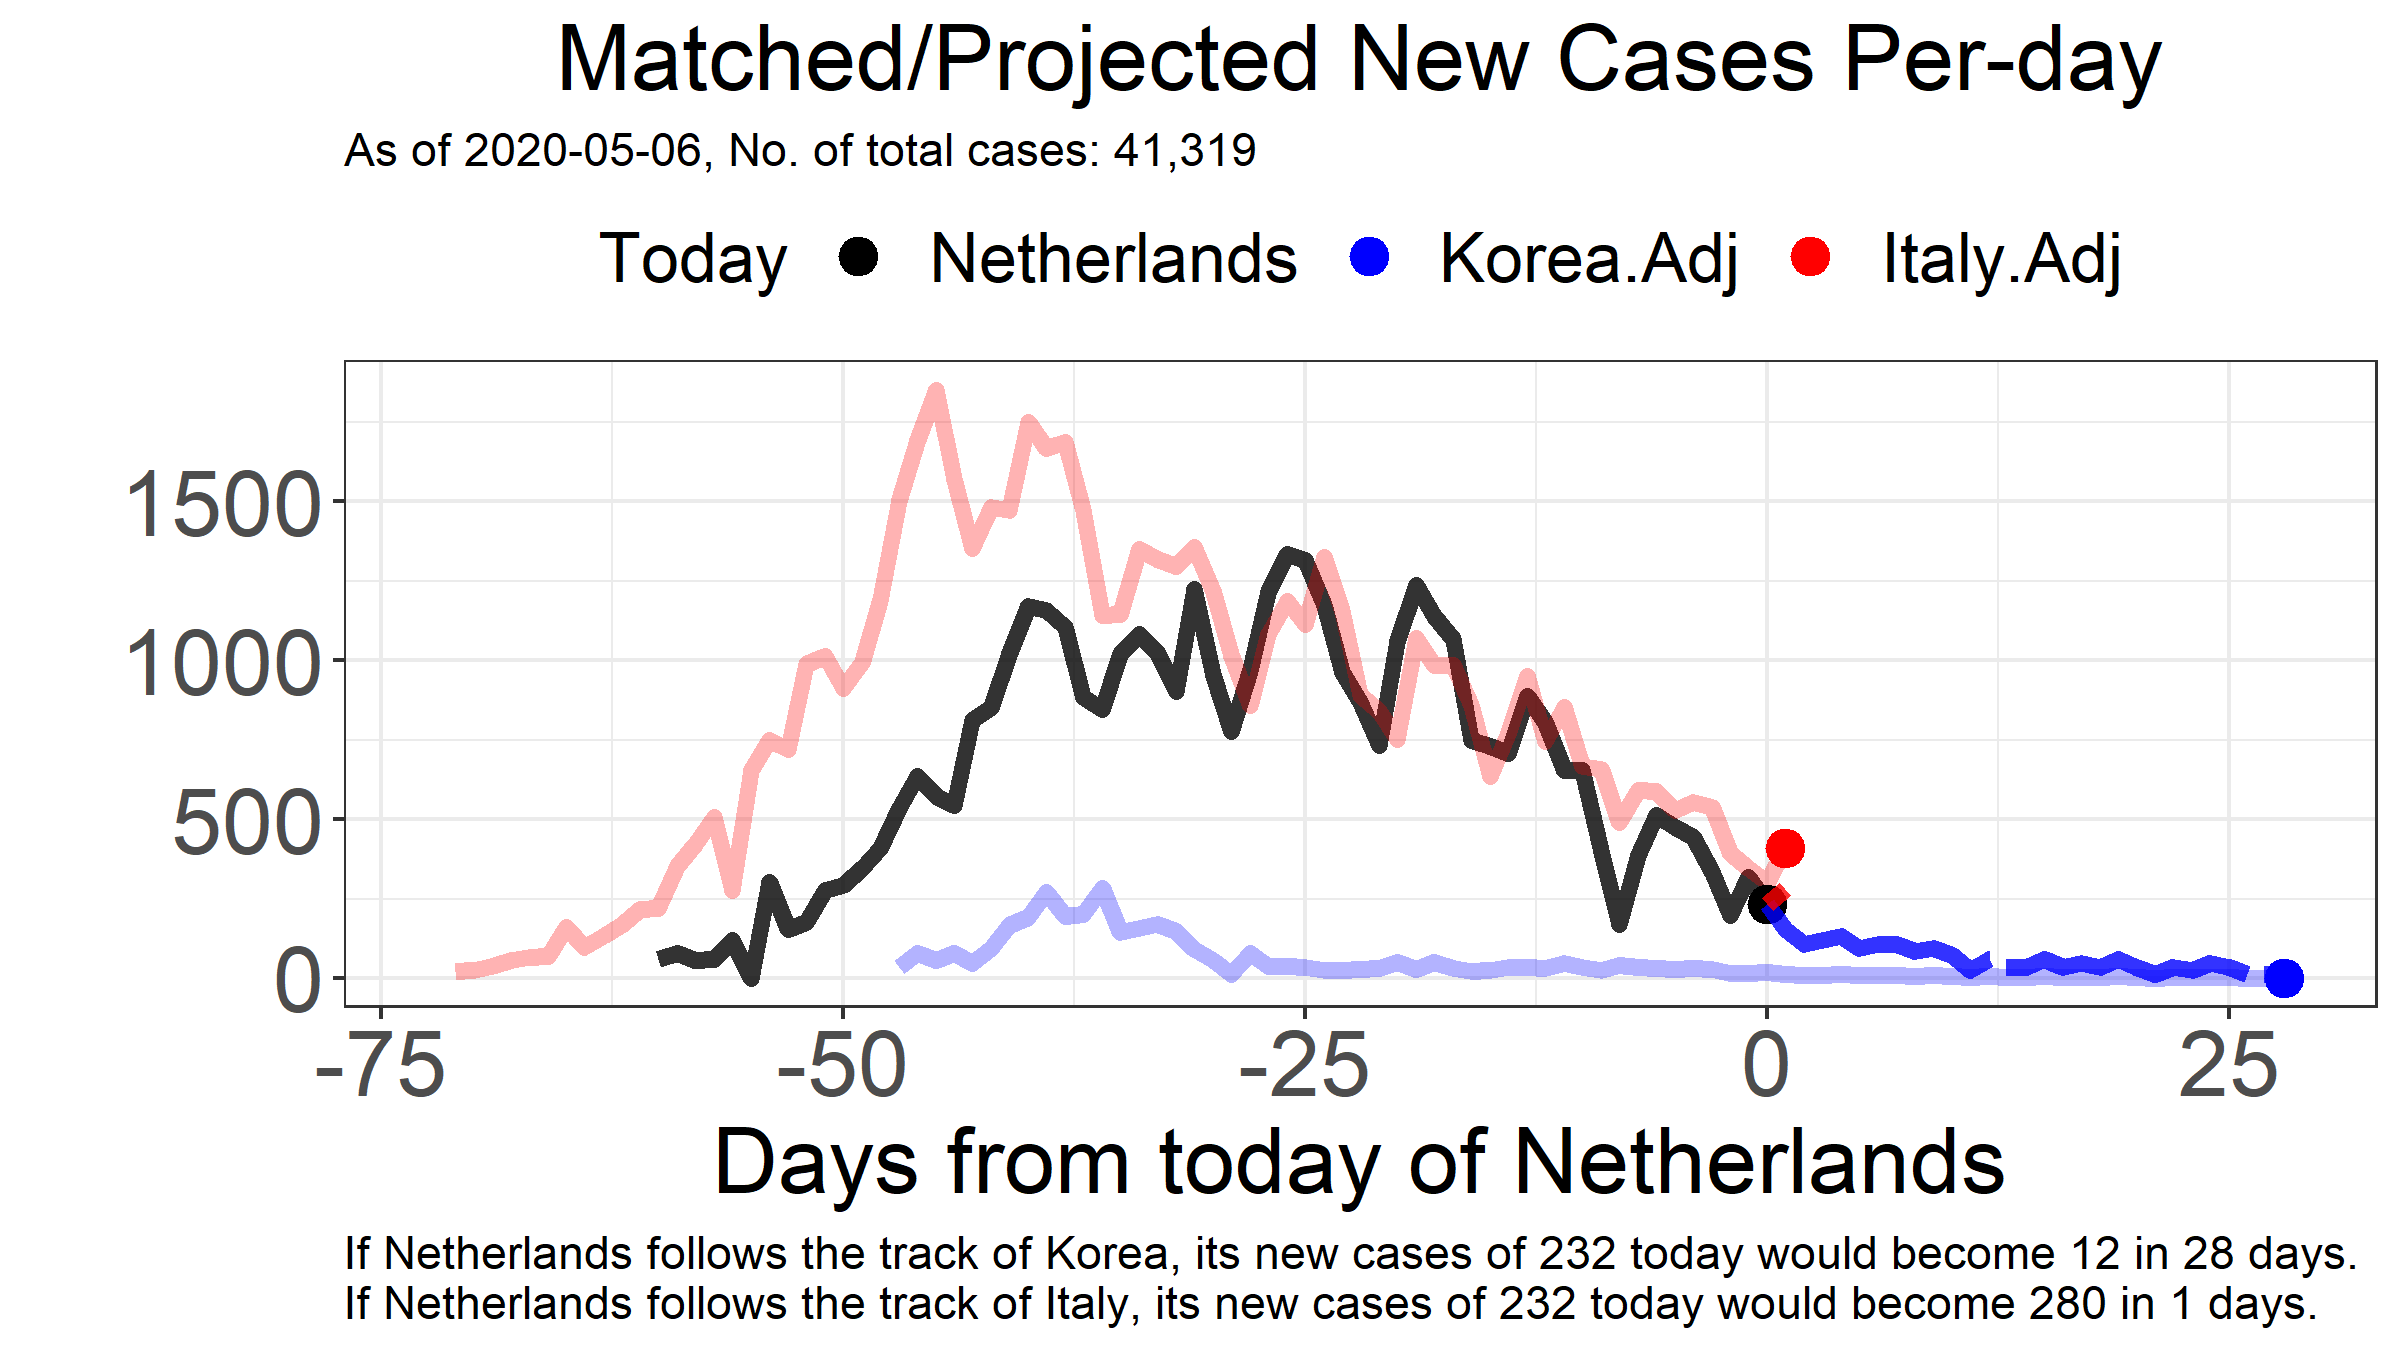 Matched/Projected New Cases Per-day
As of 2020-05-06, No. of total cases: 41,319
Today Netherlands Korea.Adj Italy.Adj
1500
1000
500
0
-75 -50 -25 0 25
Days from today of Netherlands
If Netherlands follows the track of Korea, its new cases of 232 today would become 12 in 28 days.
If Netherlands follows the track of Italy, its new cases of 232 today would become 280 in 1 days.